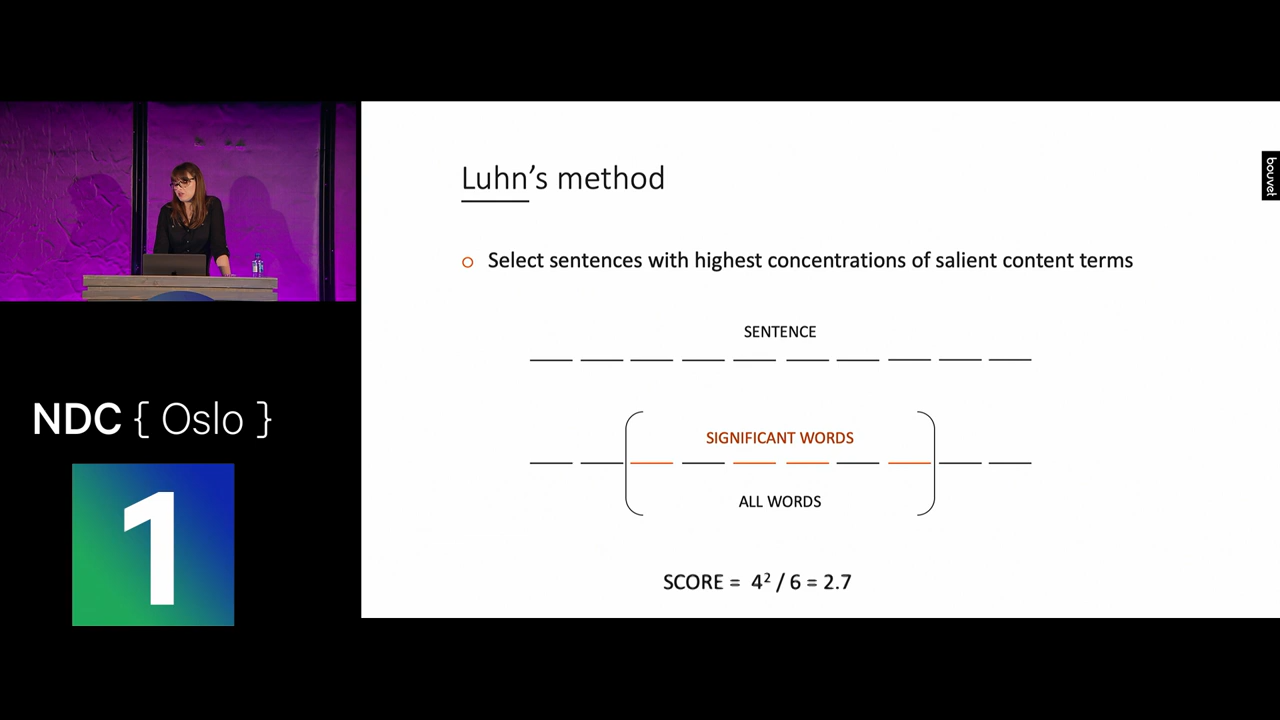 Luhn's method
bouvet
Select sentences with highest concentrations of salient content terms
SENTENCE
SIGNIFICANT WORDS
ALL WORDS
SCORE = 4² / 6 = 2.7
NDC { Oslo }
1